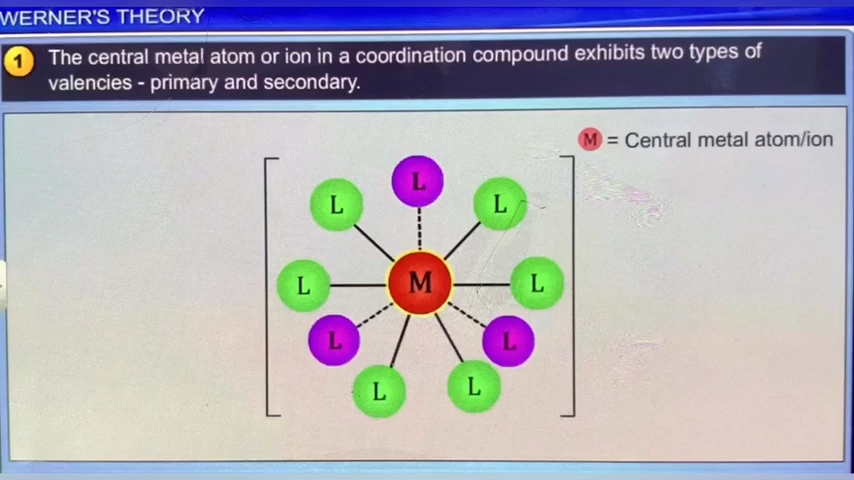 WERNER'S THEORY
1 The central metal atom or ion in a coordination compound exhibits two types of
valencies - primary and secondary.
M = Central metal atom/ion
L
L
L
L
M
L
L
L
L
L